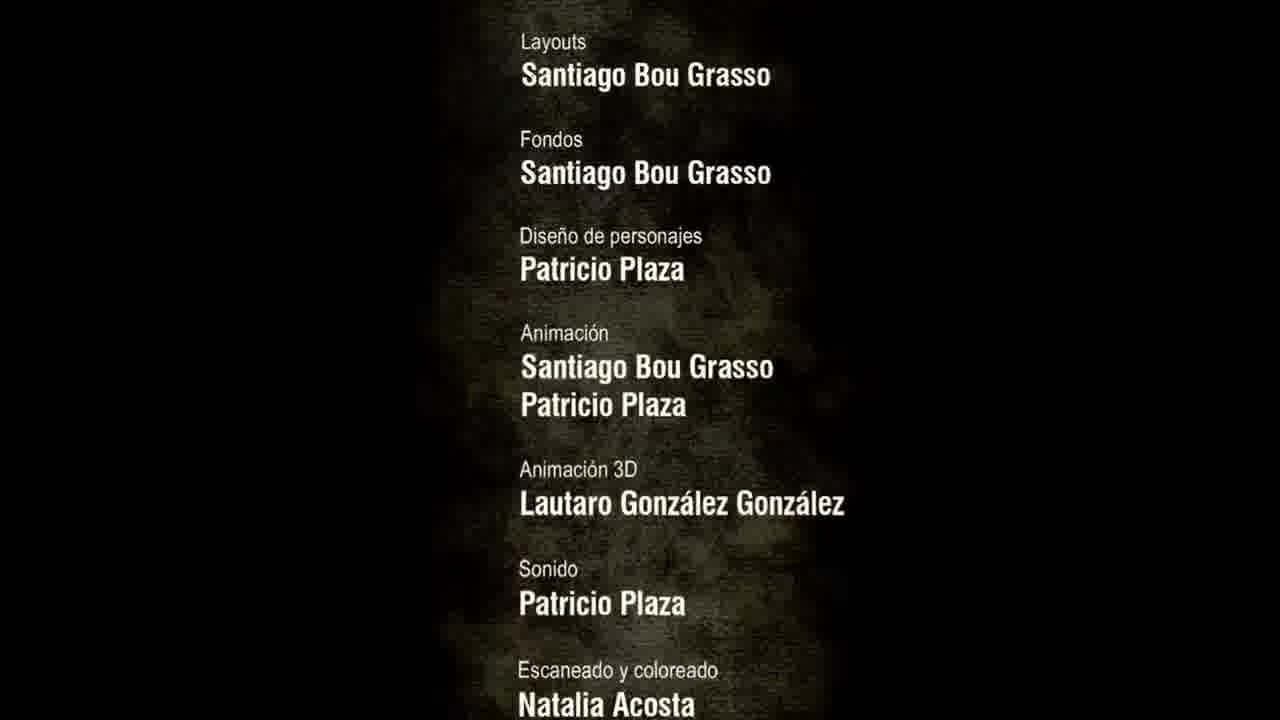 Layouts
Santiago Bou Grasso
Fondos
Santiago Bou Grasso
Diseño de personajes
Patricio Plaza
Animación
Santiago Bou Grasso
Patricio Plaza
Animación 3D
Lautaro González González
Sonido
Patricio Plaza
Escaneado y coloreado
Natalia Acosta